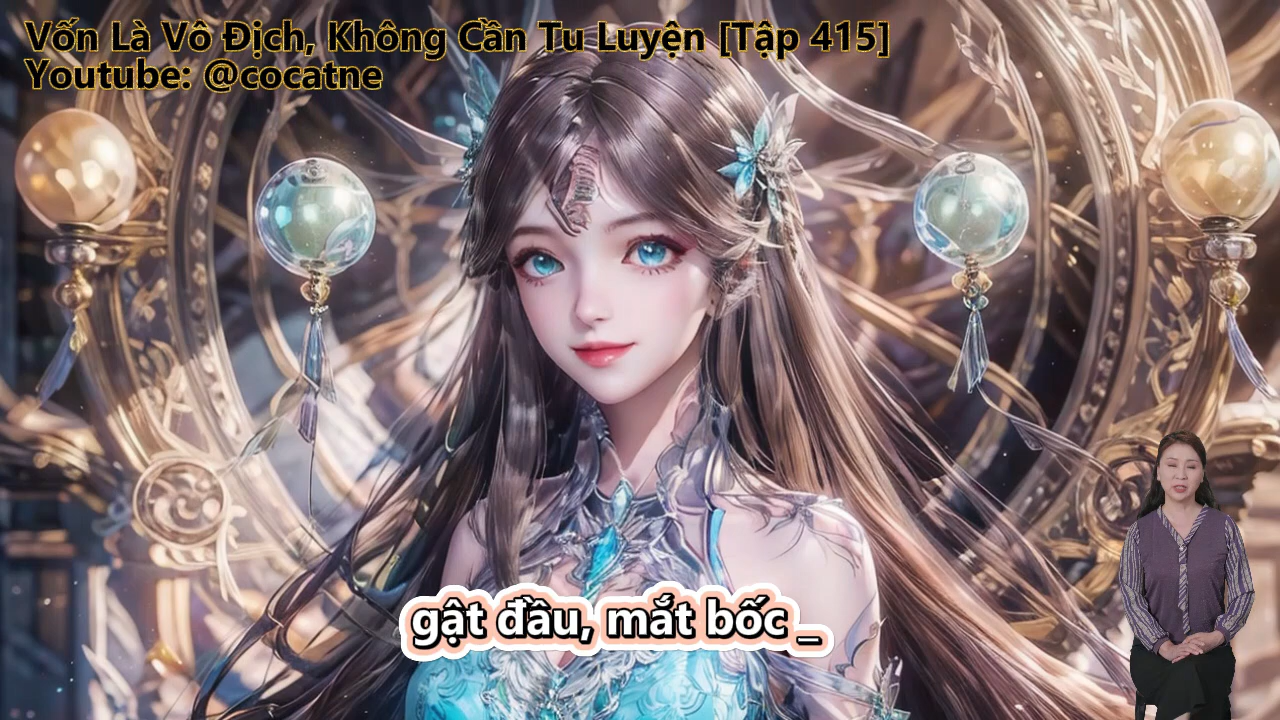 Vốn Là Vô Địch, Không Cần Tu Luyện [Tập 415]
Youtube: @cocatne
gật đầu, mắt bốc _